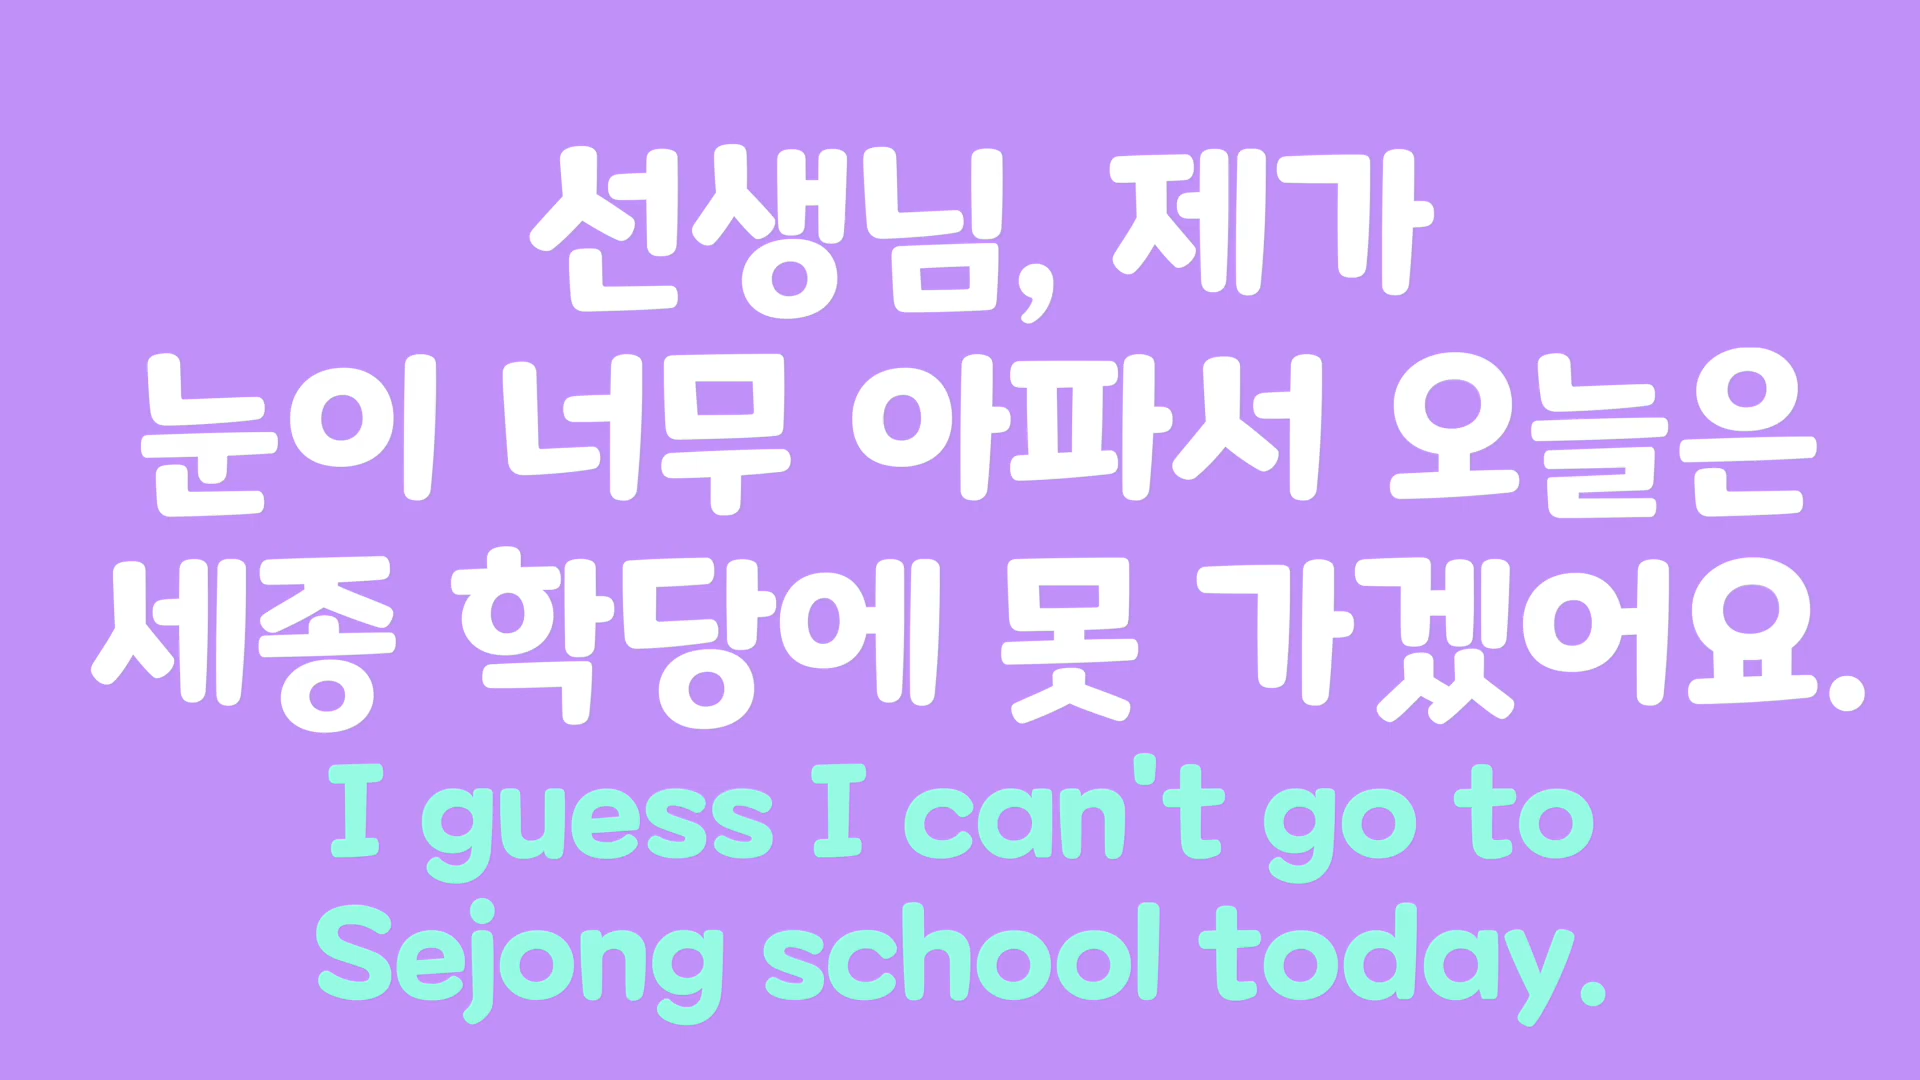 선생님, 제가
눈이 너무 아파서 오늘은
세종 학당에 못 가겠어요.
I guess I can't go to
Sejong school today.